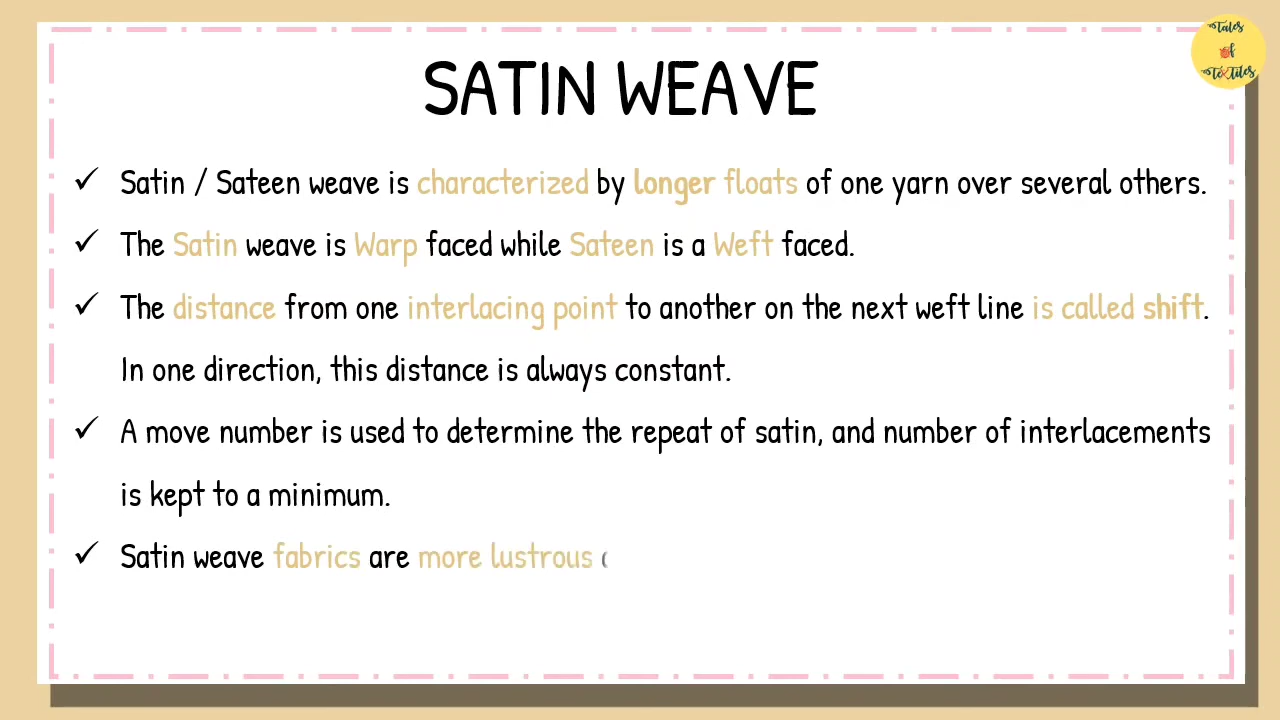 Tales
of
Textiles
SATIN WEAVE
✓ Satin / Sateen weave is characterized by longer floats of one yarn over several others.
✓ The Satin weave is Warp faced while Sateen is a Weft faced.
✓ The distance from one interlacing point to another on the next weft line is called shift.
In one direction, this distance is always constant.
✓ A move number is used to determine the repeat of satin, and number of interlacements
is kept to a minimum.
✓ Satin weave fabrics are more lustrous